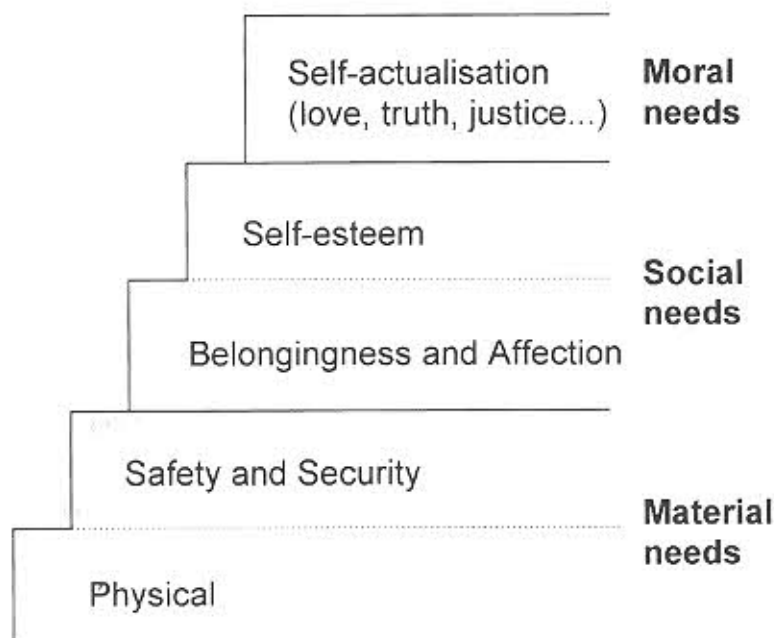 Self-actualisation
(love, truth, justice...)
Moral
needs
Self-esteem
Social
needs
Belongingness and Affection
Safety and Security
Material
needs
Physical